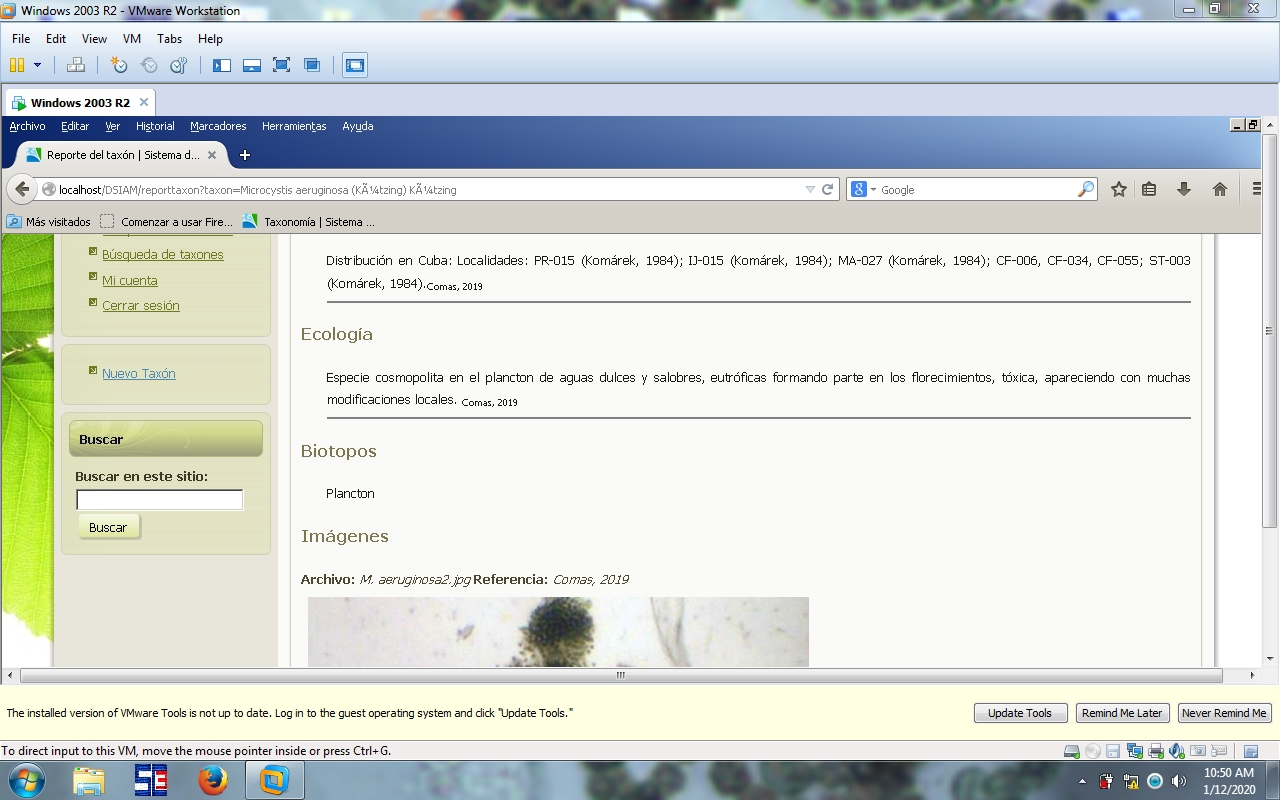 Windows 2003 R2 - VMware Workstation
File Edit View VM Tabs Help
Windows 2003 R2
Archivo Editar Ver Historial Marcadores Herramientas Ayuda
Reporte del taxón | Sistema d...
localhost/DSIAM/reporttaxon?taxon=Microcystis aeruginosa (KÃ¼tzing) KÃ¼tzing
Google
Más visitados Comenzar a usar Fire... Taxonomía | Sistema ...
Búsqueda de taxones
Mi cuenta
Cerrar sesión
Nuevo Taxón
Buscar
Buscar en este sitio:
Buscar
Distribución en Cuba: Localidades: PR-015 (Komárek, 1984); IJ-015 (Komárek, 1984); MA-027 (Komárek, 1984); CF-006, CF-034, CF-055; ST-003
(Komárek, 1984).Comas, 2019
Ecología
Especie cosmopolita en el plancton de aguas dulces y salobres, eutróficas formando parte en los florecimientos, tóxica, apareciendo con muchas
modificaciones locales. Comas, 2019
Biotopos
Plancton
Imágenes
Archivo: M. aeruginosa2.jpg Referencia: Comas, 2019
The installed version of VMware Tools is not up to date. Log in to the guest operating system and click "Update Tools."
Update Tools Remind Me Later Never Remind Me
To direct input to this VM, move the mouse pointer inside or press Ctrl+G.
10:50 AM
1/12/2020